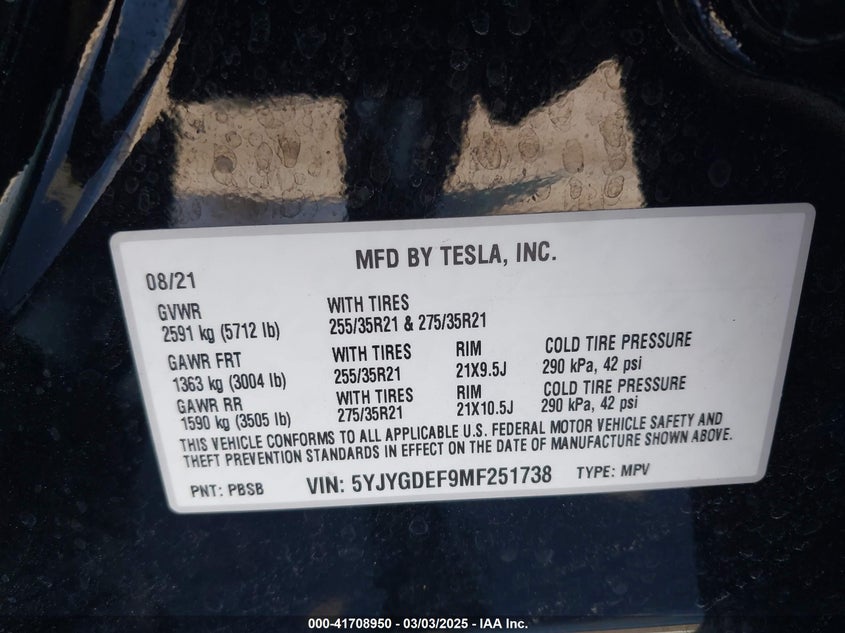 MFD BY TESLA, INC.
08/21
GVWR WITH TIRES
2591 kg (5712 lb) 255/35R21 & 275/35R21
GAWR FRT WITH TIRES RIM COLD TIRE PRESSURE
1363 kg (3004 lb) 255/35R21 21X9.5J 290 kPa, 42 psi
GAWR RR WITH TIRES RIM COLD TIRE PRESSURE
1590 kg (3505 lb) 275/35R21 21X10.5J 290 kPa, 42 psi
THIS VEHICLE CONFORMS TO ALL APPLICABLE U.S. FEDERAL MOTOR VEHICLE SAFETY AND
THEFT PREVENTION STANDARDS IN EFFECT ON THE DATE OF MANUFACTURE SHOWN ABOVE.
PNT: PBSB VIN: 5YJYGDEF9MF251738 TYPE: MPV
000-41708950 - 03/03/2025 - IAA Inc.